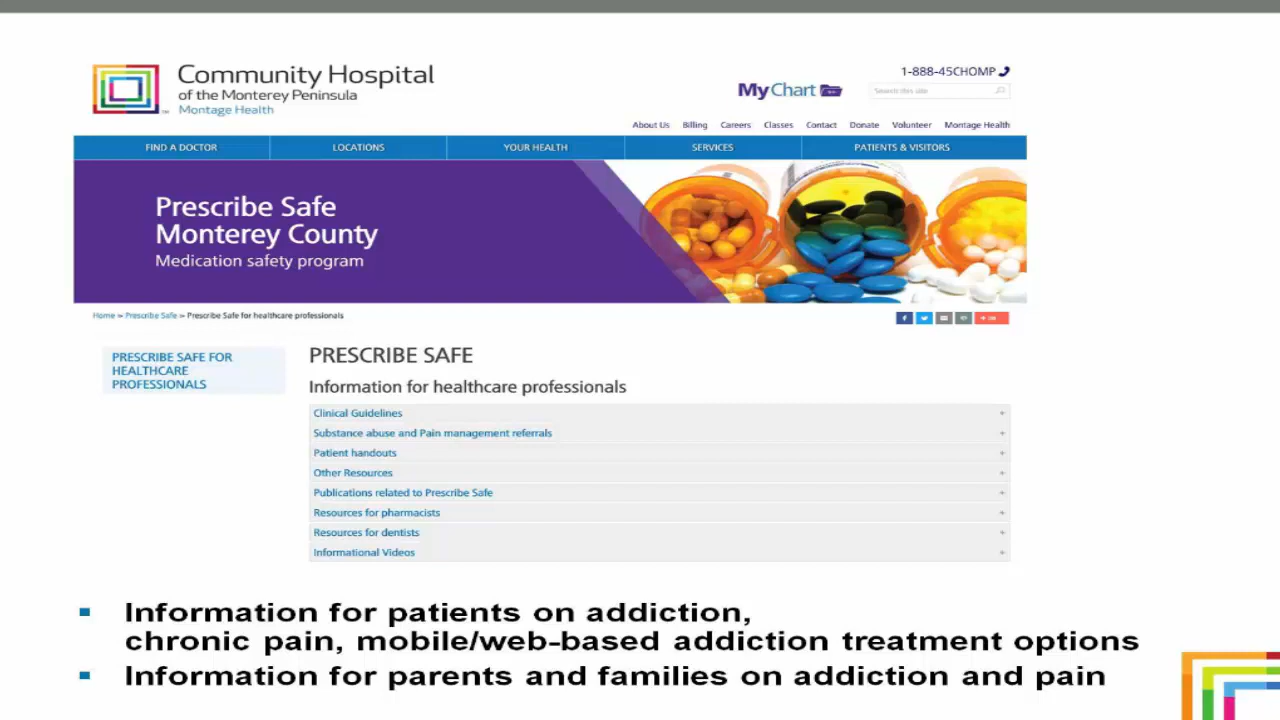 Community Hospital
of the Monterey Peninsula
Montage Health
1-888-45CHOMP
MyChart
Search this site
About Us Billing Careers Classes Contact Donate Volunteer Montage Health
FIND A DOCTOR LOCATIONS YOUR HEALTH SERVICES PATIENTS & VISITORS
Prescribe Safe
Monterey County
Medication safety program
Home > Prescribe Safe > Prescribe Safe for healthcare professionals
PRESCRIBE SAFE FOR
HEALTHCARE
PROFESSIONALS
PRESCRIBE SAFE
Information for healthcare professionals
Clinical Guidelines
Substance abuse and Pain management referrals
Patient handouts
Other Resources
Publications related to Prescribe Safe
Resources for pharmacists
Resources for dentists
Informational Videos
Information for patients on addiction,
chronic pain, mobile/web-based addiction treatment options
Information for parents and families on addiction and pain